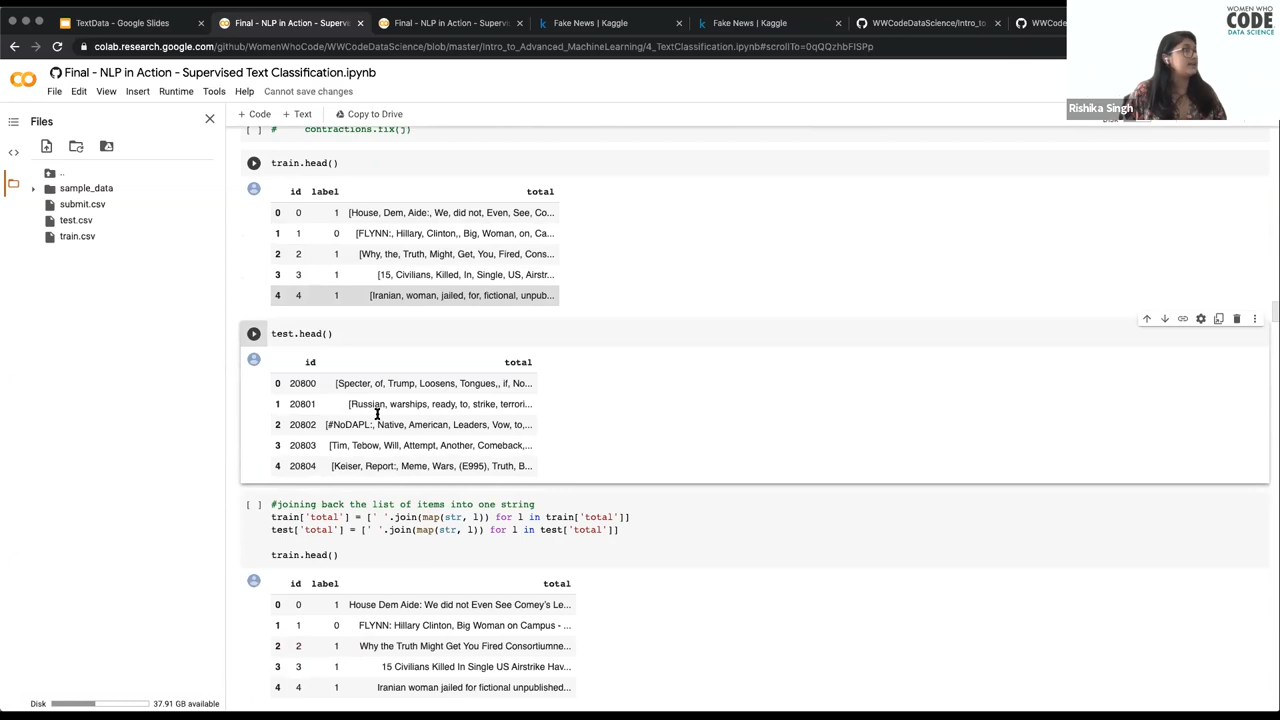 TextData - Google Slides
Final - NLP in Action - Supervi
Final - NLP in Action - Supervi
Fake News | Kaggle
Fake News | Kaggle
WWCodeDataScience/Intro_to
WWCode
WOMEN WHO
CODE
DATA SCIENCE
colab.research.google.com/github/WomenWhoCode/WWCodeDataScience/blob/master/Intro_to_Advanced_MachineLearning/4_TextClassification.ipynb#scrollTo=0qQQzhbFISPp
Final - NLP in Action - Supervised Text Classification.ipynb
File Edit View Insert Runtime Tools Help Cannot save changes
Rishika Singh
+ Code + Text Copy to Drive
Disk
Files
..
sample_data
submit.csv
test.csv
train.csv
[ ] # contractions.fix(j)
train.head()
id label total
0 0 1 [House, Dem, Aide:, We, did, not, Even, See, Co...
1 1 0 [FLYNN:, Hillary, Clinton,, Big, Woman, on, Ca...
2 2 1 [Why, the, Truth, Might, Get, You, Fired, Cons...
3 3 1 [15, Civilians, Killed, In, Single, US, Airstr...
4 4 1 [Iranian, woman, jailed, for, fictional, unpub...
test.head()
id total
0 20800 [Specter, of, Trump, Loosens, Tongues,, if, No...
1 20801 [Russian, warships, ready, to, strike, terrori...
2 20802 [#NoDAPL:, Native, American, Leaders, Vow, to,...
3 20803 [Tim, Tebow, Will, Attempt, Another, Comeback,...
4 20804 [Keiser, Report:, Meme, Wars, (E995), Truth, B...
[ ] #joining back the list of items into one string
train['total'] = [' '.join(map(str, l)) for l in train['total']]
test['total'] = [' '.join(map(str, l)) for l in test['total']]
train.head()
id label total
0 0 1 House Dem Aide: We did not Even See Comey's Le...
1 1 0 FLYNN: Hillary Clinton, Big Woman on Campus - ...
2 2 1 Why the Truth Might Get You Fired Consortiumne...
3 3 1 15 Civilians Killed In Single US Airstrike Hav...
4 4 1 Iranian woman jailed for fictional unpublished...
Disk 37.91 GB available